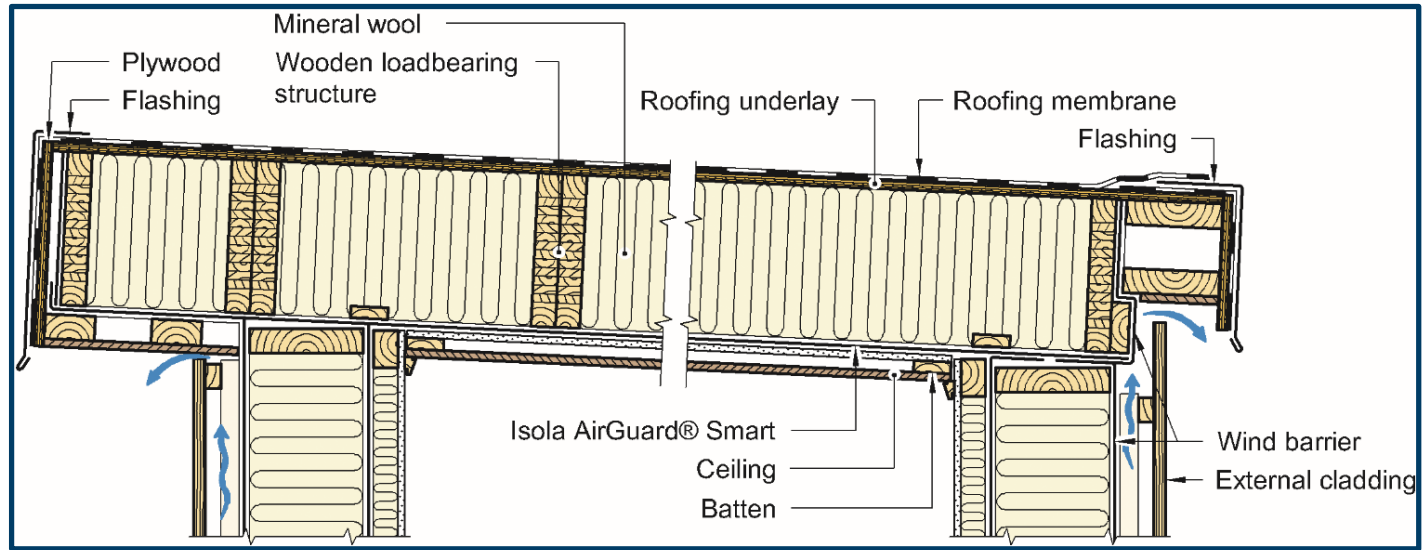 Mineral wool
Plywood
Wooden loadbearing
structure
Flashing
Roofing underlay
Roofing membrane
Flashing
Isola AirGuard® Smart
Ceiling
Batten
Wind barrier
External cladding